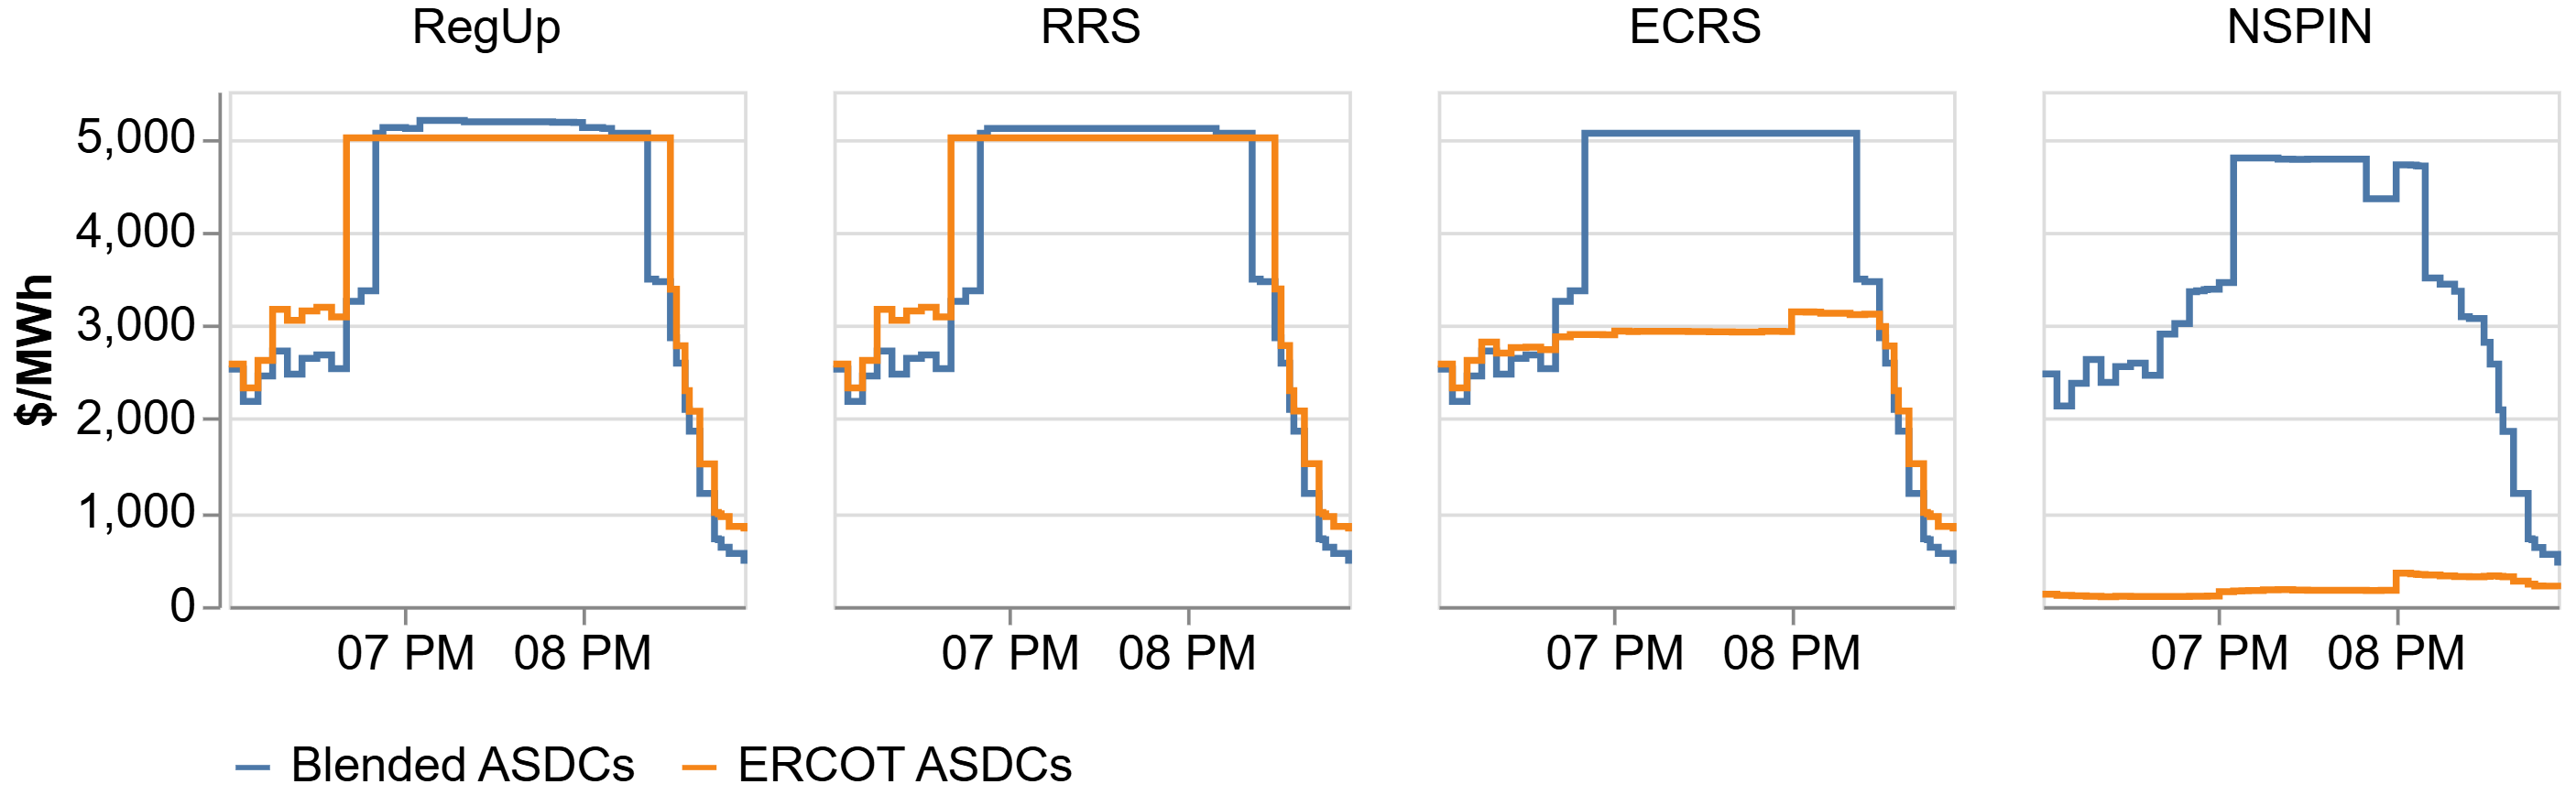 RegUp RRS ECRS NSPIN
$/MWh
5,000
4,000
3,000
2,000
1,000
0
07 PM 08 PM 07 PM 08 PM 07 PM 08 PM 07 PM 08 PM
Blended ASDCs ERCOT ASDCs